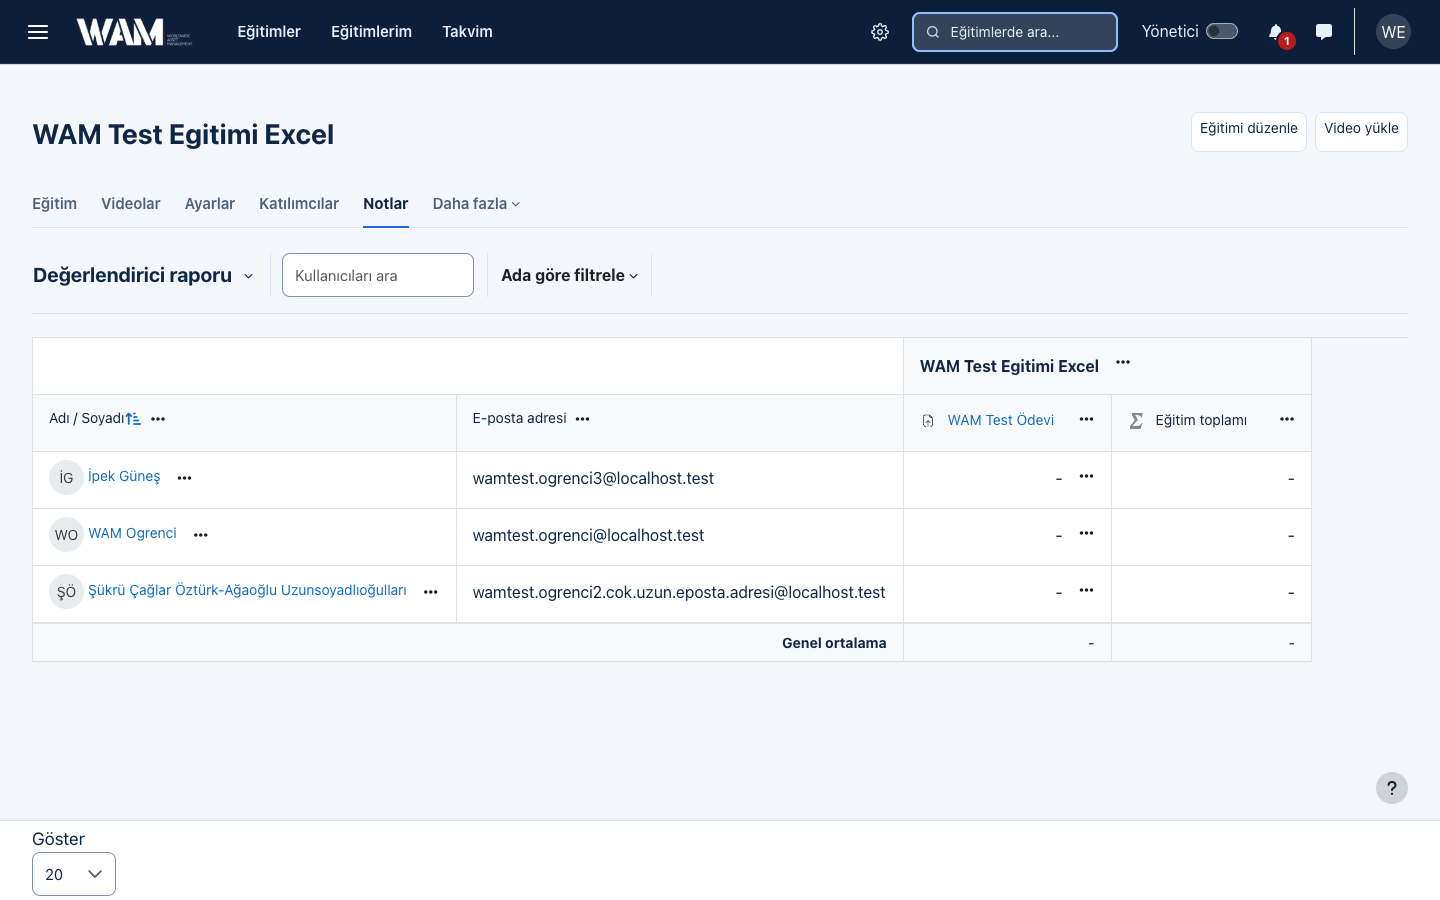 WAM
WORLDWIDE
ASSET
MANAGEMENT
Eğitimler
Eğitimlerim
Takvim
Eğitimlerde ara...
Yönetici
1
WE
WAM Test Egitimi Excel
Eğitimi düzenle
Video yükle
Eğitim
Videolar
Ayarlar
Katılımcılar
Notlar
Daha fazla
Değerlendirici raporu
Kullanıcıları ara
Ada göre filtrele
WAM Test Egitimi Excel
Adı / Soyadı
E-posta adresi
WAM Test Ödevi
Σ Eğitim toplamı
İG İpek Güneş
wamtest.ogrenci3@localhost.test
-
-
WO WAM Ogrenci
wamtest.ogrenci@localhost.test
-
-
ŞÖ Şükrü Çağlar Öztürk-Ağaoğlu Uzunsoyadlıoğulları
wamtest.ogrenci2.cok.uzun.eposta.adresi@localhost.test
-
-
Genel ortalama
-
-
?
Göster
20